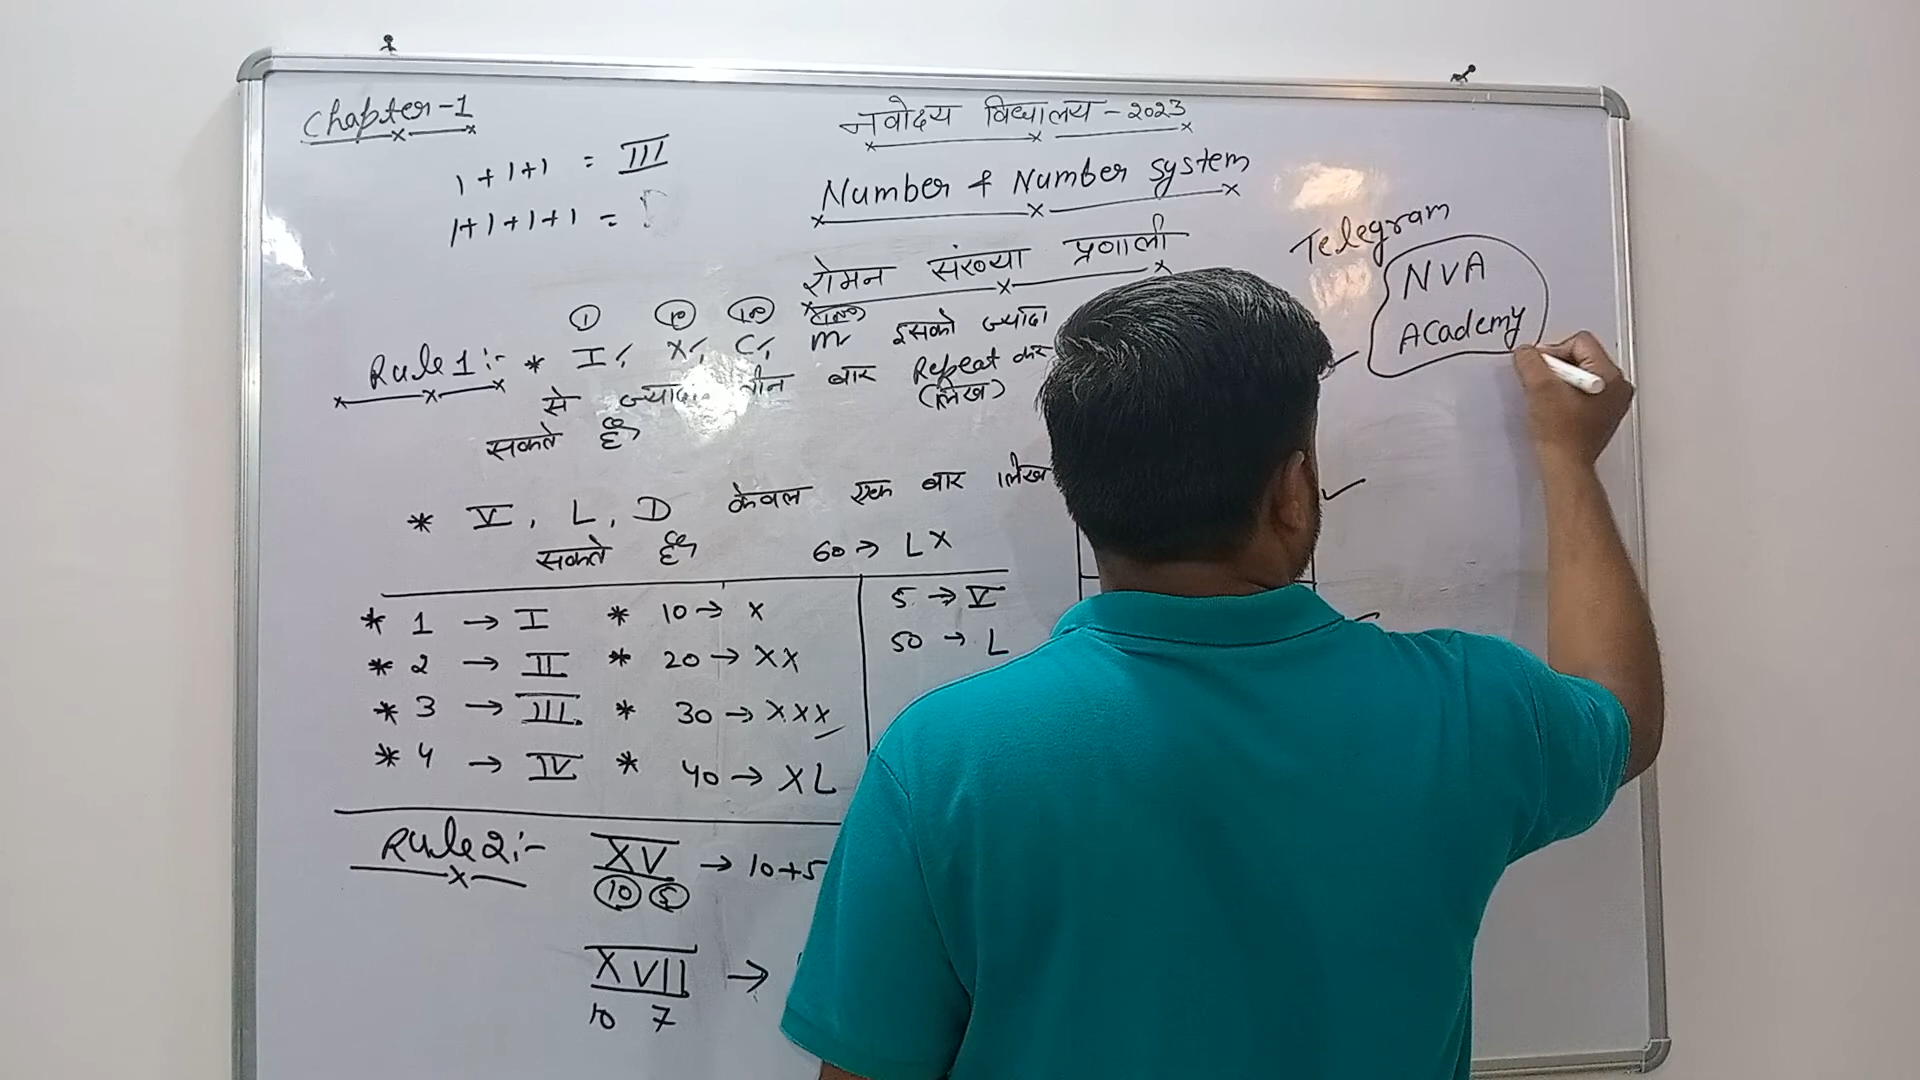 Chapter-1
नवोदय विद्यालय - २०२३
1 + 1 + 1 = III
Number & Number system
1 + 1 + 1 + 1 =
रोमन संख्या प्रणाली
Telegram
NVA
Academy
1 10 100 1000
Rule 1:- * I, X, C, M इसको ज्यादा
से ज्यादा तीन बार Repeat कर
(लिख)
सकते है
* V, L, D केवल एक बार लिख
सकते है 60 → LX
* 1 → I * 10 → X 5 → V
* 2 → II * 20 → XX 50 → L
* 3 → III * 30 → XXX
* 4 → IV * 40 → XL
Rule 2:- XV → 10+5
10 5
XVII →
10 7